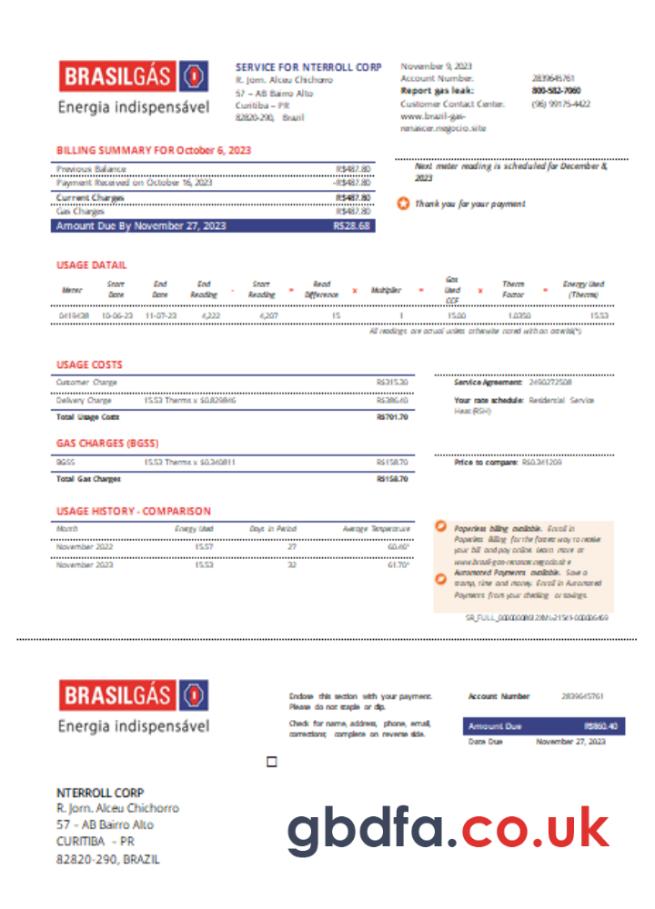 BRASILGÁS
Energia indispensável
SERVICE FOR NTERROLL CORP
R. Jorn. Alceu Chichorro
57 – AB Bairro Alto
Curitiba – PR
82820-290, Brazil
November 9, 2023
Account Number: 2839645761
Report gas leak: 800-582-7060
Customer Contact Center. (96) 99175-4422
www.brazil-gas-
renascer.negocio.site
BILLING SUMMARY FOR October 6, 2023
Previous Balance R$487.80
Payment Received on October 16, 2023 -R$487.80
Current Charges R$487.80
Gas Charges R$487.80
Amount Due By November 27, 2023 R$28.68
Next meter reading is scheduled for December 8,
2023
Thank you for your payment
USAGE DATAIL
Meter Start Date End Date End Reading - Start Reading = Read Difference x Multiplier = Gas Used CCF x Therm Factor = Energy Used (Therms)
0419438 10-06-23 11-07-23 4,222 4,207 15 1 15.00 1.0350 15.53
All readings are actual unless otherwise noted with an asterisk(*)
USAGE COSTS
Customer Charge R$315.30
Delivery Charge 15.53 Therms x $0.829846 R$386.40
Total Usage Costs R$701.70
Service Agreement: 2490272508
Your rate schedule: Residential Service
Heat (RSH)
GAS CHARGES (BGSS)
BGSS 15.53 Therms x $0.340811 R$158.70
Total Gas Charges R$158.70
Price to compare: R$0.341209
USAGE HISTORY - COMPARISON
Month Energy Used Days in Period Average Temperature
November 2022 15.57 27 60.40°
November 2023 15.53 32 61.70°
Paperless billing available. Enroll in
Paperless Billing for the fastest way to receive
your bill and pay online. Learn more at
Automated Payments available. Save a
stamp, time and money. Enroll in Automated
Payments from your checking or savings.
BRASILGÁS
Energia indispensável
Enclose this section with your payment.
Please do not staple or clip.
Check for name, address, phone, email,
corrections; complete on reverse side.
Account Number 2839645761
Amount Due R$860.40
Date Due November 27, 2023
NTERROLL CORP
R. Jorn. Alceu Chichorro
57 – AB Bairro Alto
CURITIBA – PR
82820-290, BRAZIL
gbdfa.co.uk